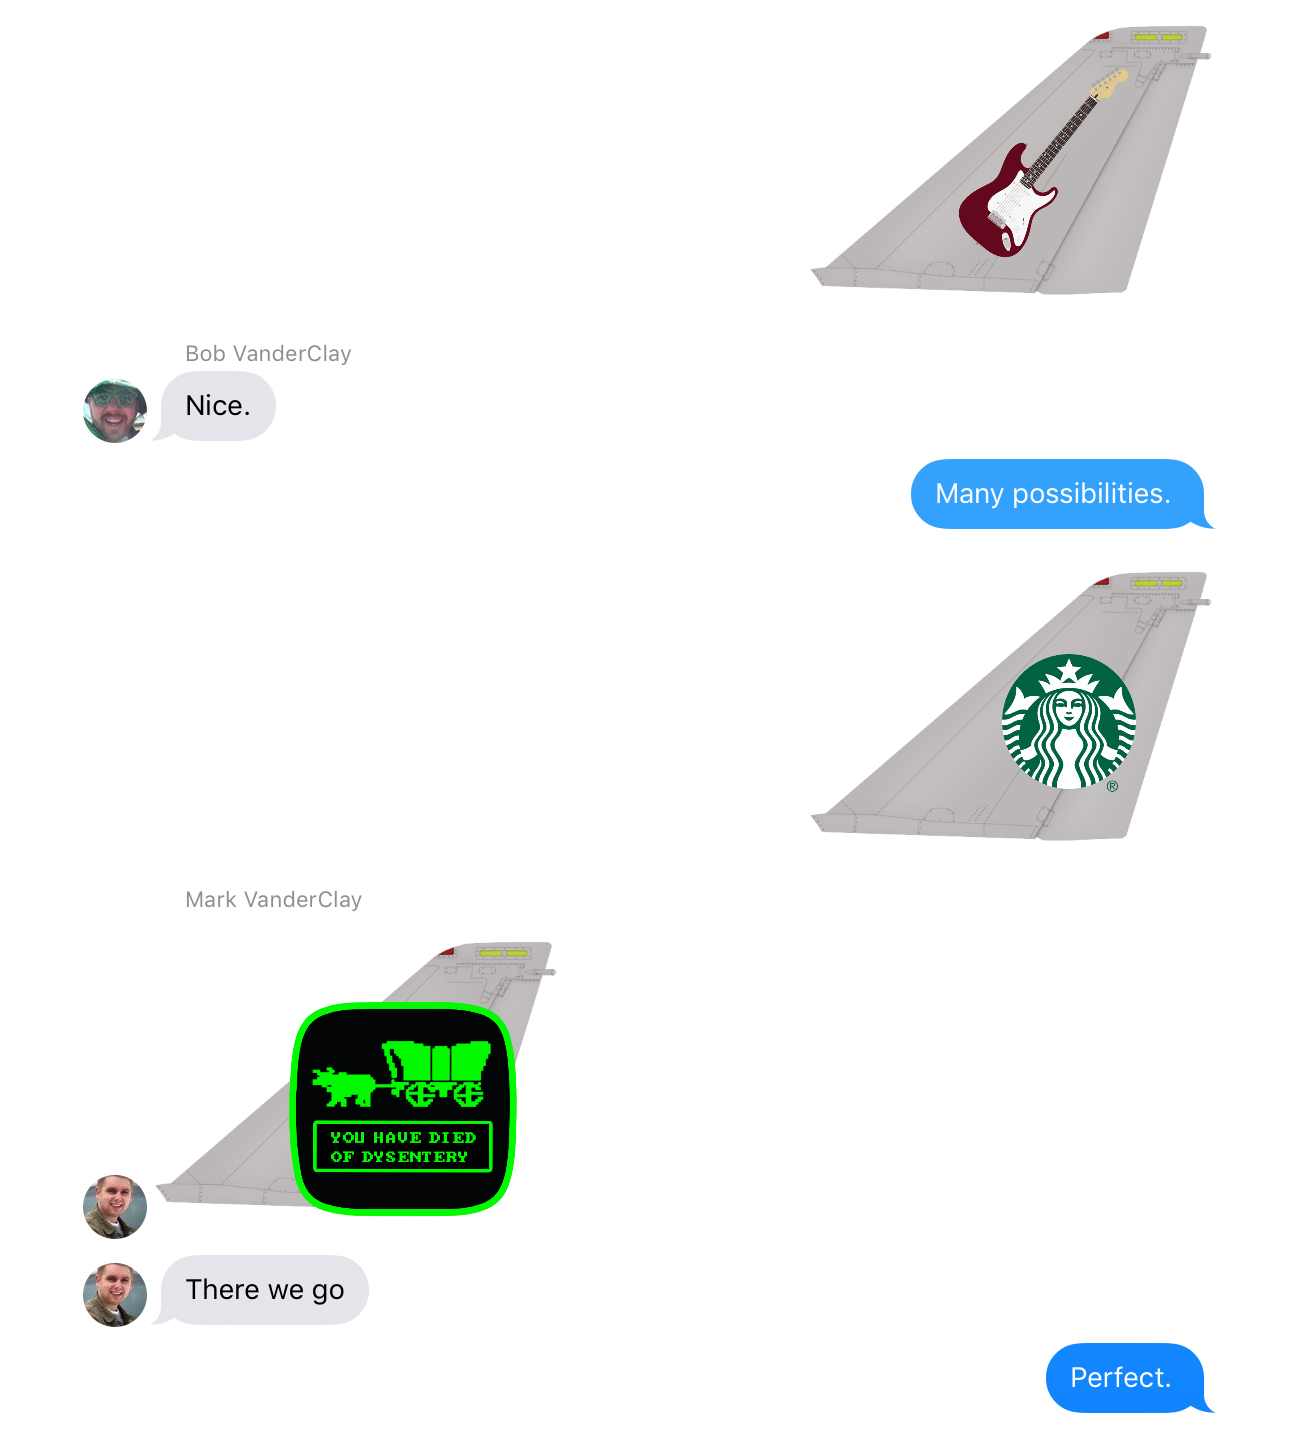 Bob VanderClay
Nice.
Many possibilities.
®
Mark VanderClay
YOU HAVE DIED
OF DYSENTERY
There we go
Perfect.